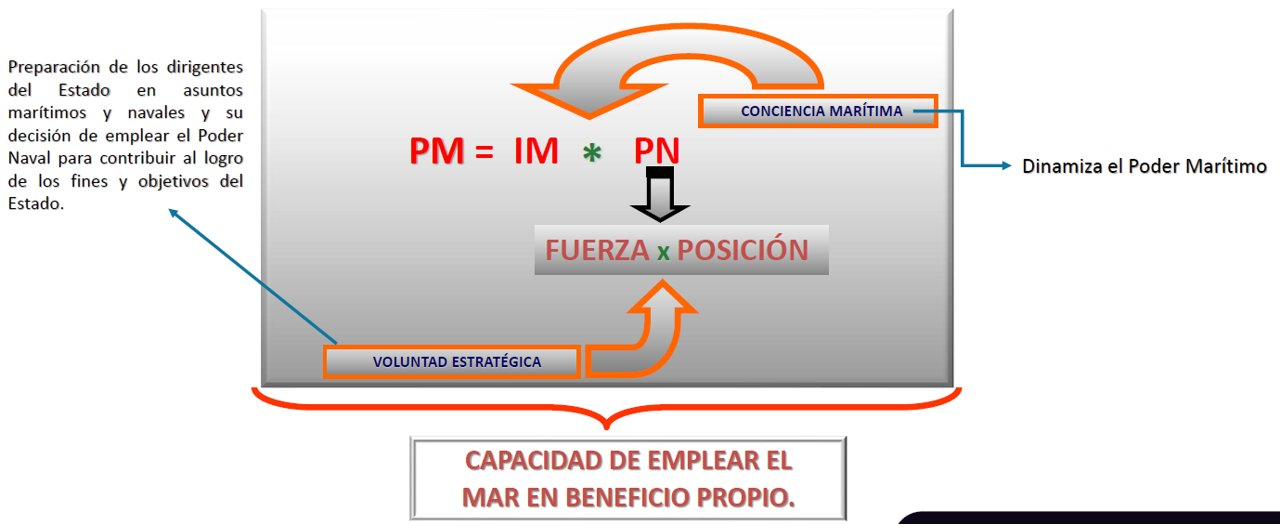 Preparación de los dirigentes
del Estado en asuntos
marítimos y navales y su
decisión de emplear el Poder
Naval para contribuir al logro
de los fines y objetivos del
Estado.
CONCIENCIA MARÍTIMA
PM = IM * PN
Dinamiza el Poder Marítimo
FUERZA x POSICIÓN
VOLUNTAD ESTRATÉGICA
CAPACIDAD DE EMPLEAR EL
MAR EN BENEFICIO PROPIO.